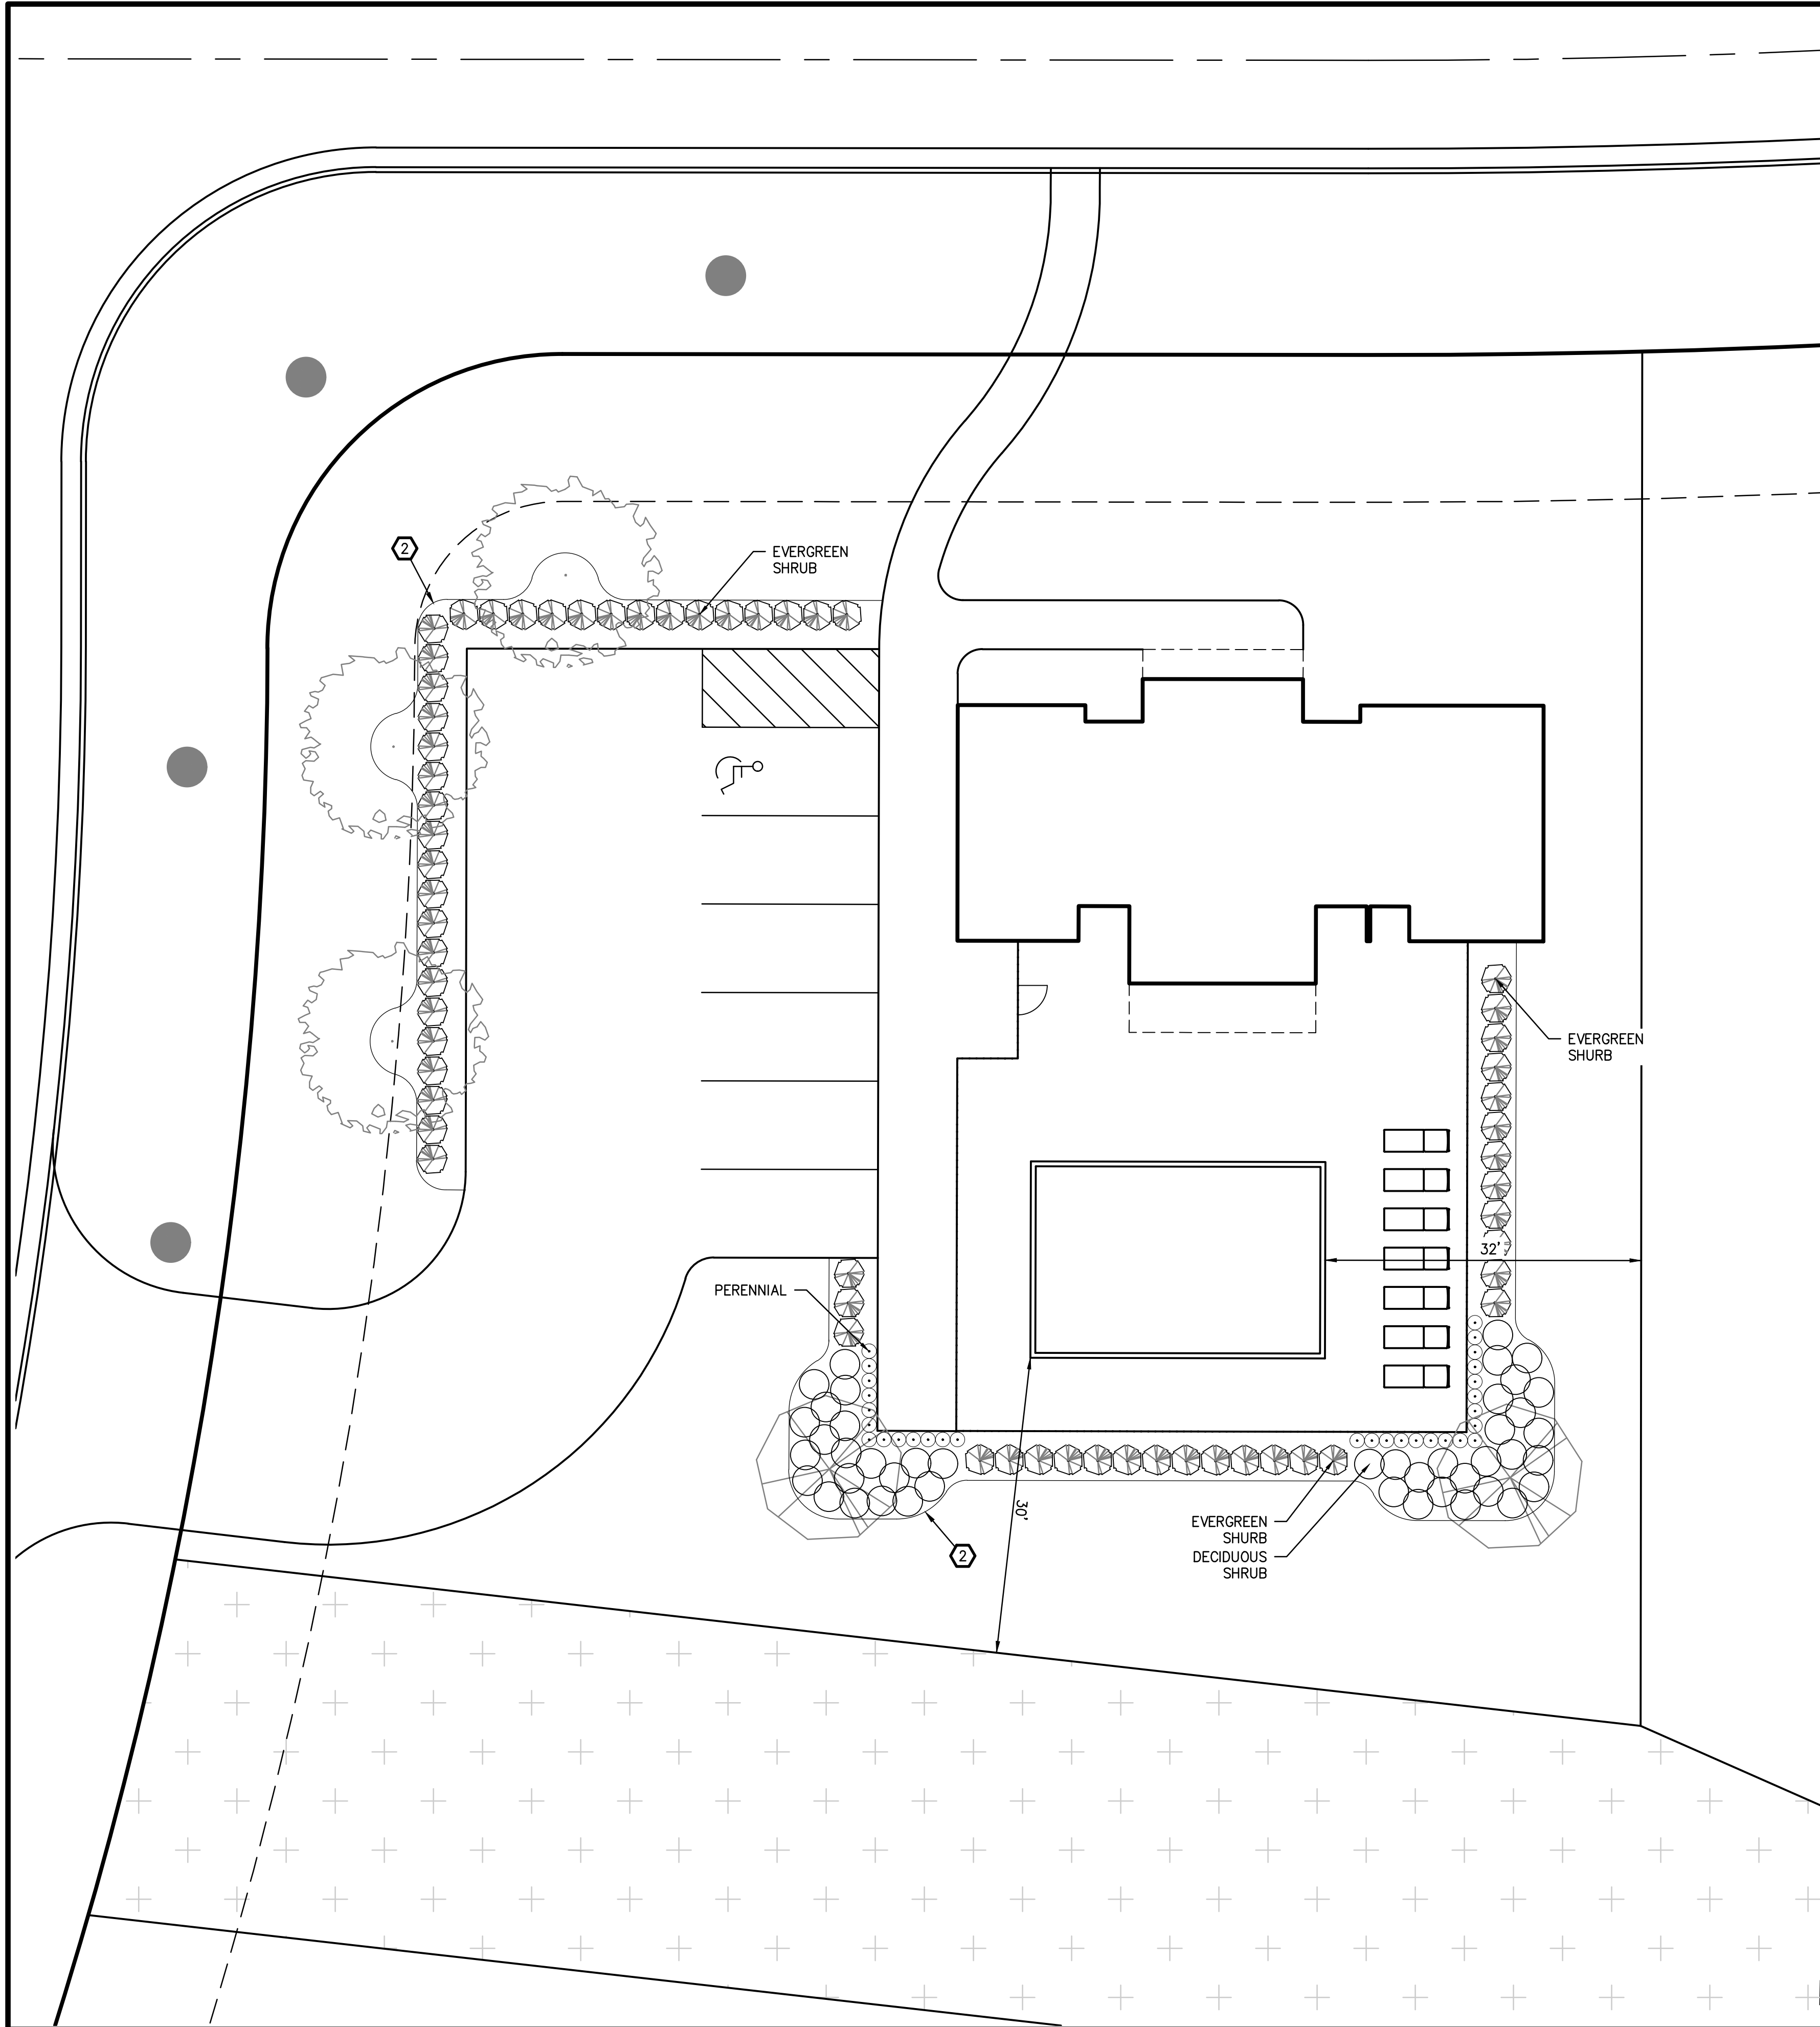 2
EVERGREEN
SHRUB
EVERGREEN
SHURB
32'
PERENNIAL
30'
EVERGREEN
SHURB
DECIDUOUS
SHRUB
2